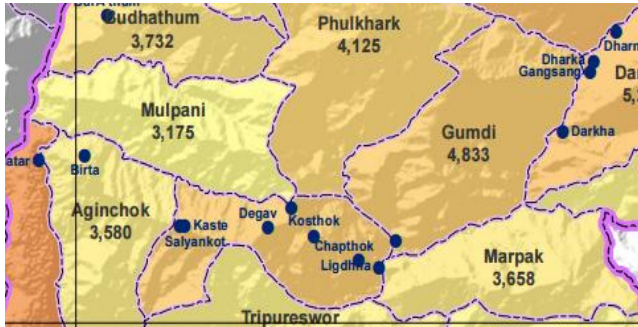 Budhathum
3,732
Phulkhark
4,125
Dharka
Gangsang
Mulpani
3,175
Gumdi
4,833
Darkha
Birta
Aginchok
3,580
Kaste
Salyankot
Degav
Kosthok
Chapthok
Ligdhna
Marpak
3,658
Tripureswor